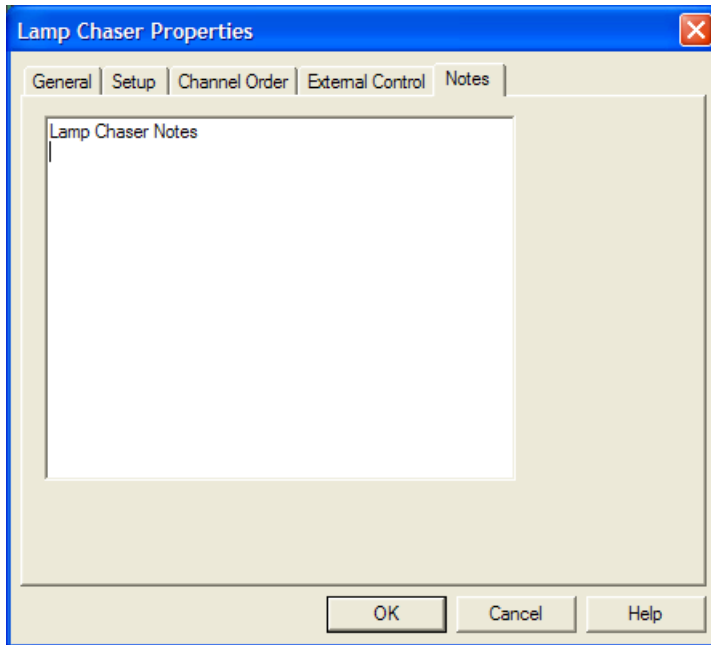 Lamp Chaser Properties
General Setup Channel Order External Control Notes
Lamp Chaser Notes
OK Cancel Help